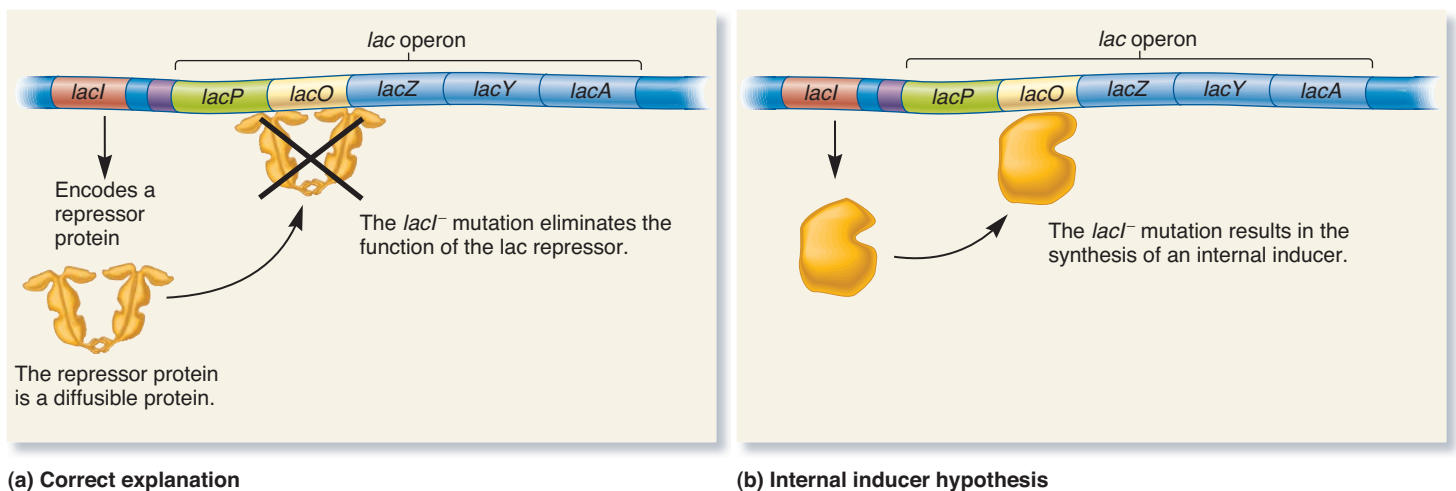 lac operon
lacI
lacP
lacO
lacZ
lacY
lacA
Encodes a
repressor
protein
The lacI– mutation eliminates the
function of the lac repressor.
The repressor protein
is a diffusible protein.
(a) Correct explanation
lac operon
lacI
lacP
lacO
lacZ
lacY
lacA
The lacI– mutation results in the
synthesis of an internal inducer.
(b) Internal inducer hypothesis